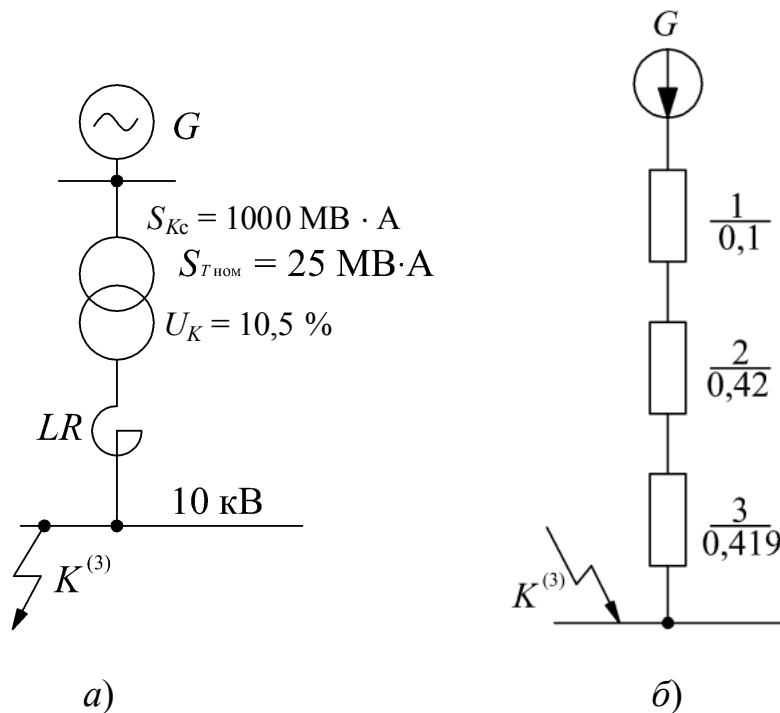 G
S_Kc = 1000 МВ · А
S_T ном = 25 МВ·А
U_K = 10,5 %
LR
10 кВ
K^(3)
а)
G
1
0,1
2
0,42
3
0,419
K^(3)
б)